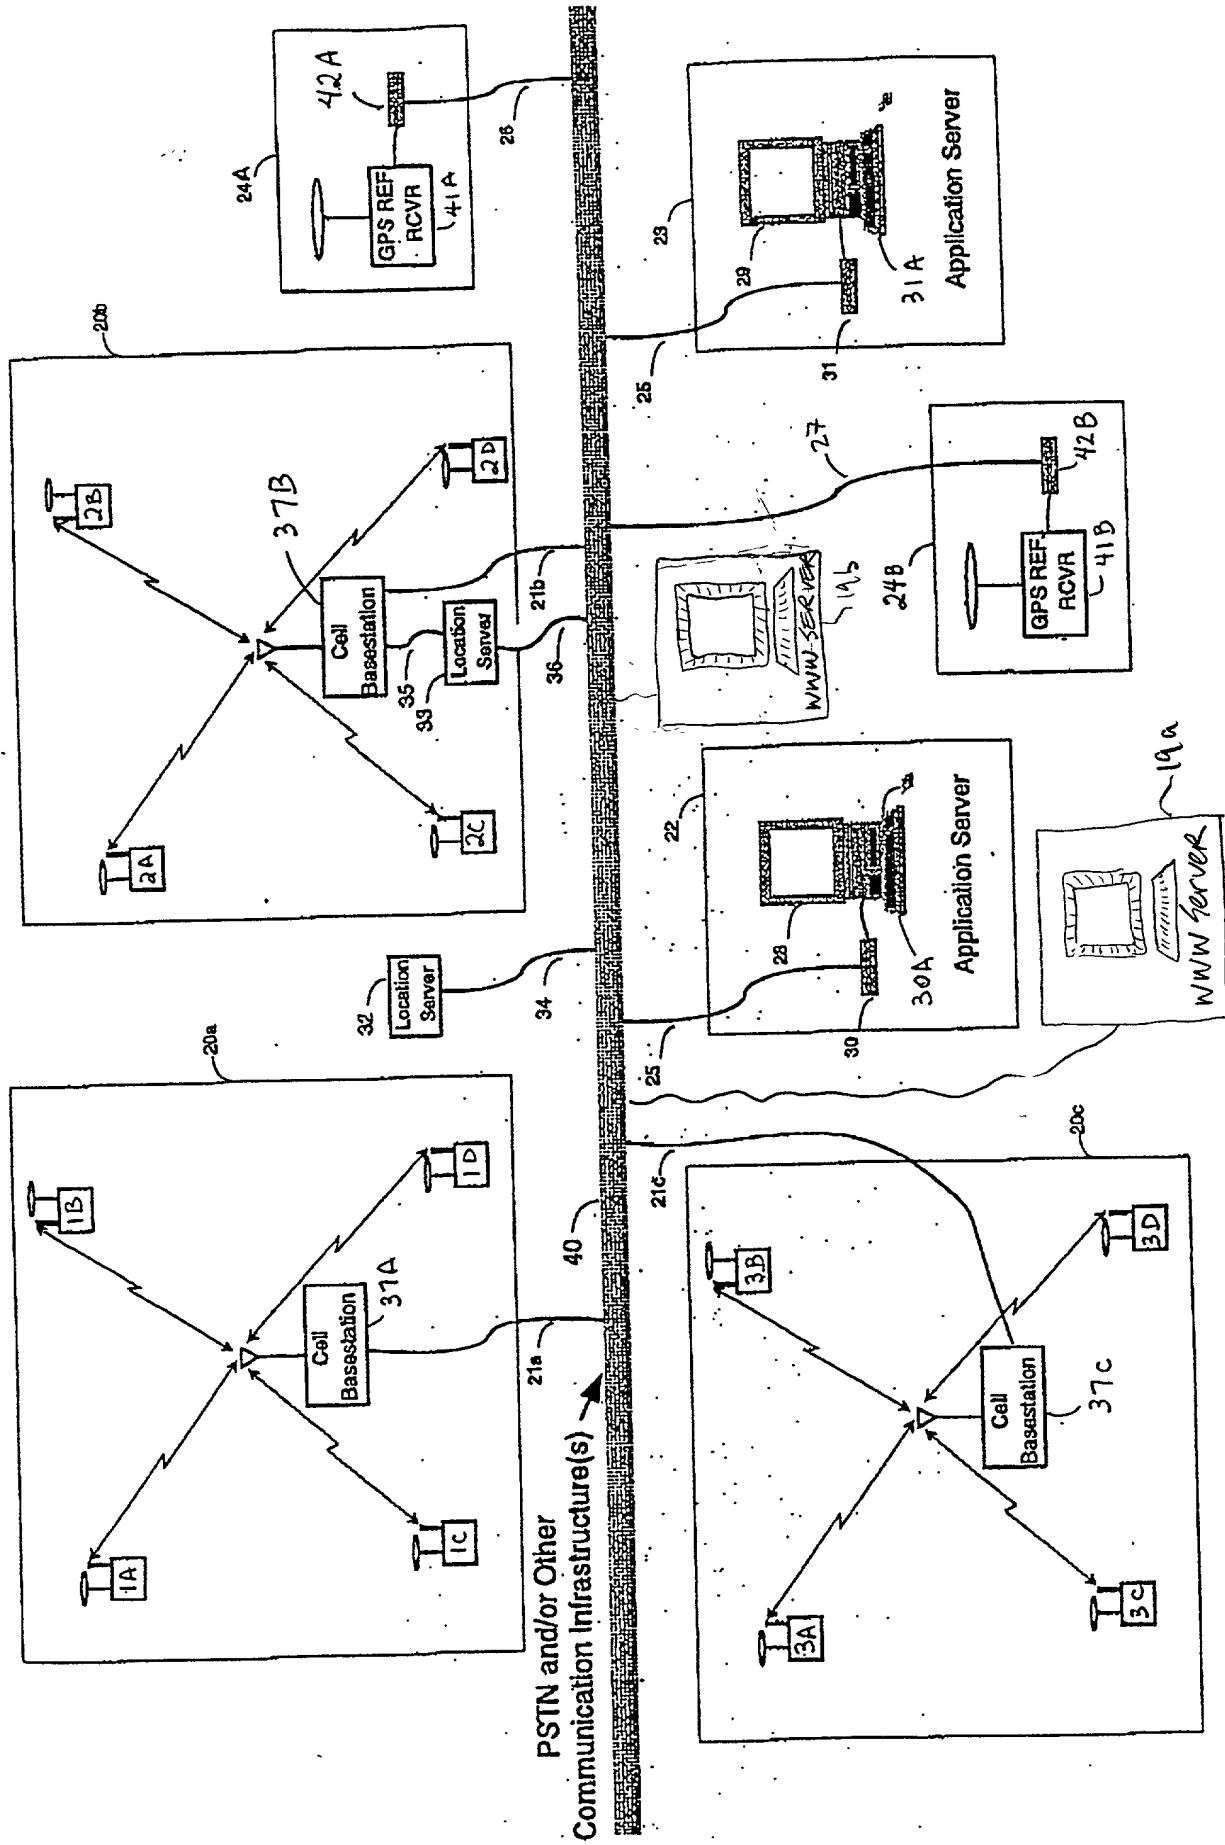 20a
1A
1B
1C
1D
Cell
Basestation
37A
21a
32
Location
Server
34
20b
2A
2B
2C
2D
37B
Cell
Basestation
35
33
Location
Server
36
21b
24A
42A
GPS REF
RCVR
41A
26
PSTN and/or Other
Communication Infrastructure(s)
40
21c
20c
3A
3B
3C
3D
Cell
Basestation
37C
25
22
28
30
30A
Application Server
19a
WWW Server
WWW SERVER
19b
27
24B
GPS REF
RCVR
41B
42B
25
23
29
31
31A
Application Server